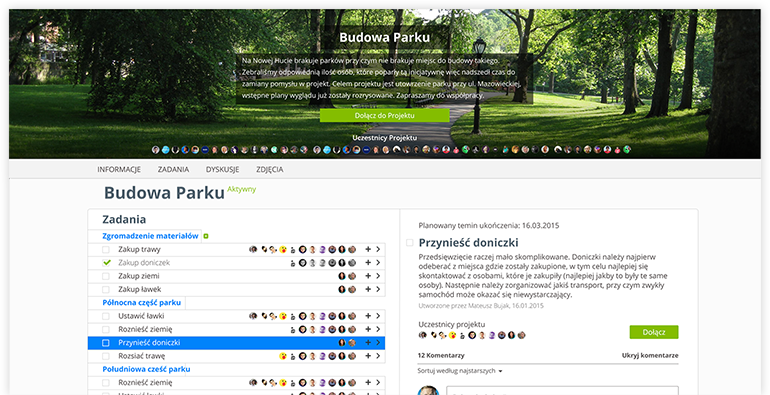 Budowa Parku
Na Nowej Hucie brakuje parków przy czym nie brakuje miejsc do budowy takiego.
Zebraliśmy odpowiednią ilość osób, które poparły tą inicjatywnę więc nadszedł czas do
zamiany pomysłu w projekt. Celem projektu jest utowrzenie parku przy ul. Mazowieckiej,
wstępne plany wyglądu już zostały rozrysowane. Zapraszamy do współpracy.
Dołącz do Projektu
Uczestnicy Projektu
INFORMACJE ZADANIA DYSKUSJE ZDJĘCIA
Budowa Parku Aktywny
Zadania
Zgromadzenie materiałów
Zakup trawy
Zakup doniczek
Zakup ziemi
Zakup ławek
Północna część parku
Ustawić ławki
Roznieść ziemię
Przynieść doniczki
Rozsiać trawę
Południowa cześć parku
Roznieść ziemię
Ustawić ławki
Planowany temin ukończenia: 16.03.2015
Przynieść doniczki
Przedsięwzięcie raczej mało skomplikowane. Doniczki należy najpierw
odeberać z miejsca gdzie zostały zakupione, w tym celu najlepiej się
skontaktować z osobami, które je zakupiły (najlepiej jakby to były te same
osoby). Następnie należy zorganizować jakiś transport, przy czym zwykły
samochód może okazać się niewystarczający.
Utworzone przez Mateusz Bujak, 16.01.2015
Uczestnicy projektu
Dołącz
12 Komentarzy Ukryj komentarze
Sortuj według najstarszych